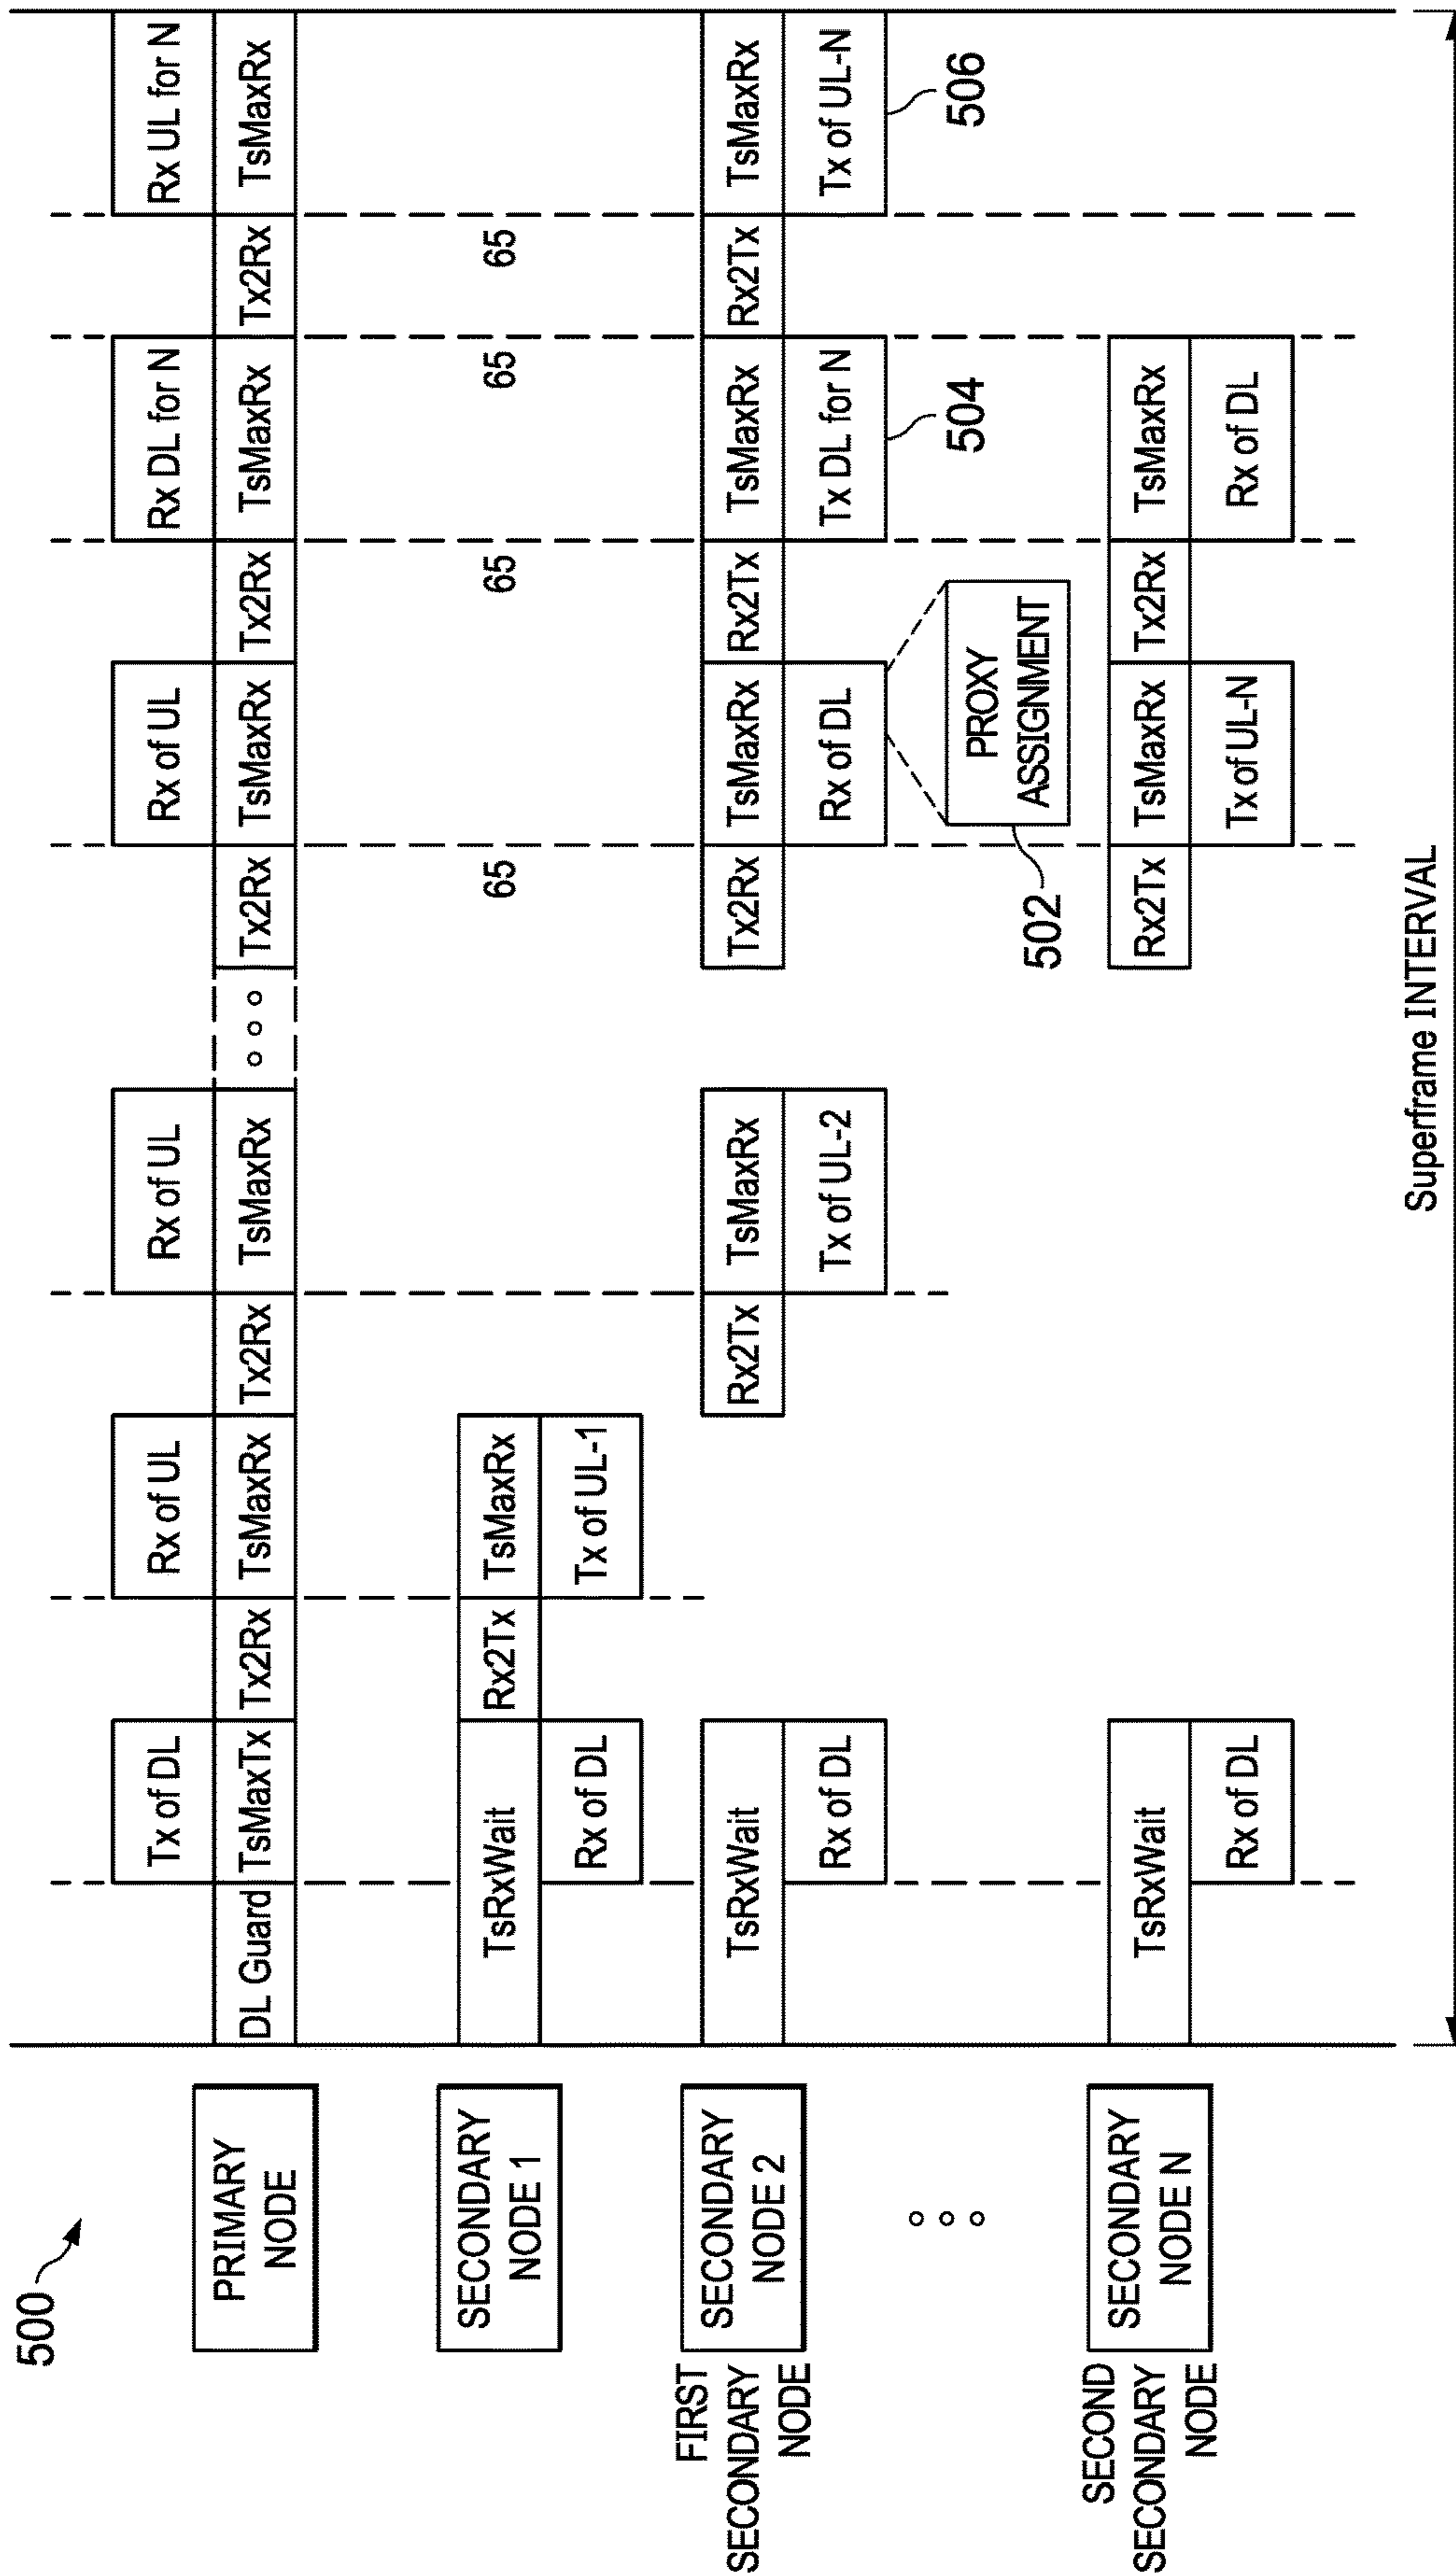 500
PRIMARY
NODE
DL Guard
TsMaxTx
Tx of DL
Tx2Rx
TsMaxRx
Rx of UL
Tx2Rx
TsMaxRx
Rx of UL
Tx2Rx
TsMaxRx
Rx of UL
Tx2Rx
TsMaxRx
Rx DL for N
Tx2Rx
TsMaxRx
Rx UL for N
65
65
65
65
SECONDARY
NODE 1
TsRxWait
Rx of DL
Rx2Tx
TsMaxRx
Tx of UL-1
FIRST
SECONDARY
NODE
SECONDARY
NODE 2
TsRxWait
Rx of DL
Rx2Tx
TsMaxRx
Tx of UL-2
Tx2Rx
TsMaxRx
Rx of DL
Rx2Tx
TsMaxRx
Tx DL for N
Rx2Tx
TsMaxRx
Tx of UL-N
502
PROXY
ASSIGNMENT
504
506
SECOND
SECONDARY
NODE
SECONDARY
NODE N
TsRxWait
Rx of DL
Rx2Tx
TsMaxRx
Tx of UL-N
Tx2Rx
TsMaxRx
Rx of DL
Superframe INTERVAL